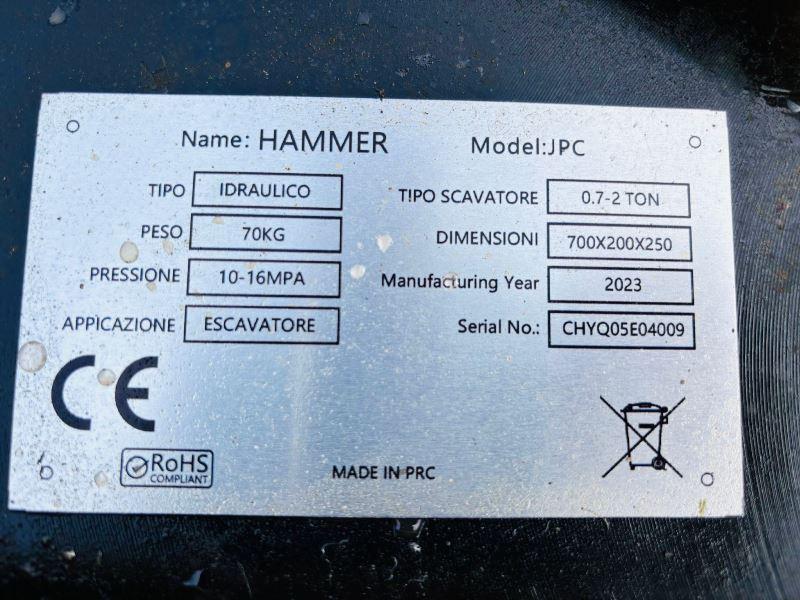 Name: HAMMER
Model:JPC
TIPO IDRAULICO
PESO 70KG
PRESSIONE 10-16MPA
APPICAZIONE ESCAVATORE
TIPO SCAVATORE 0.7-2 TON
DIMENSIONI 700X200X250
Manufacturing Year 2023
Serial No.: CHYQ05E04009
CE
RoHS
COMPLIANT
MADE IN PRC